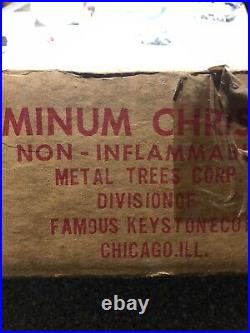 MINUM CHRIS
NON-INFLAMMAB
METAL TREES CORP
DIVISIONOF
FAMOUS KEYSTONECO
CHICAGO.ILL.